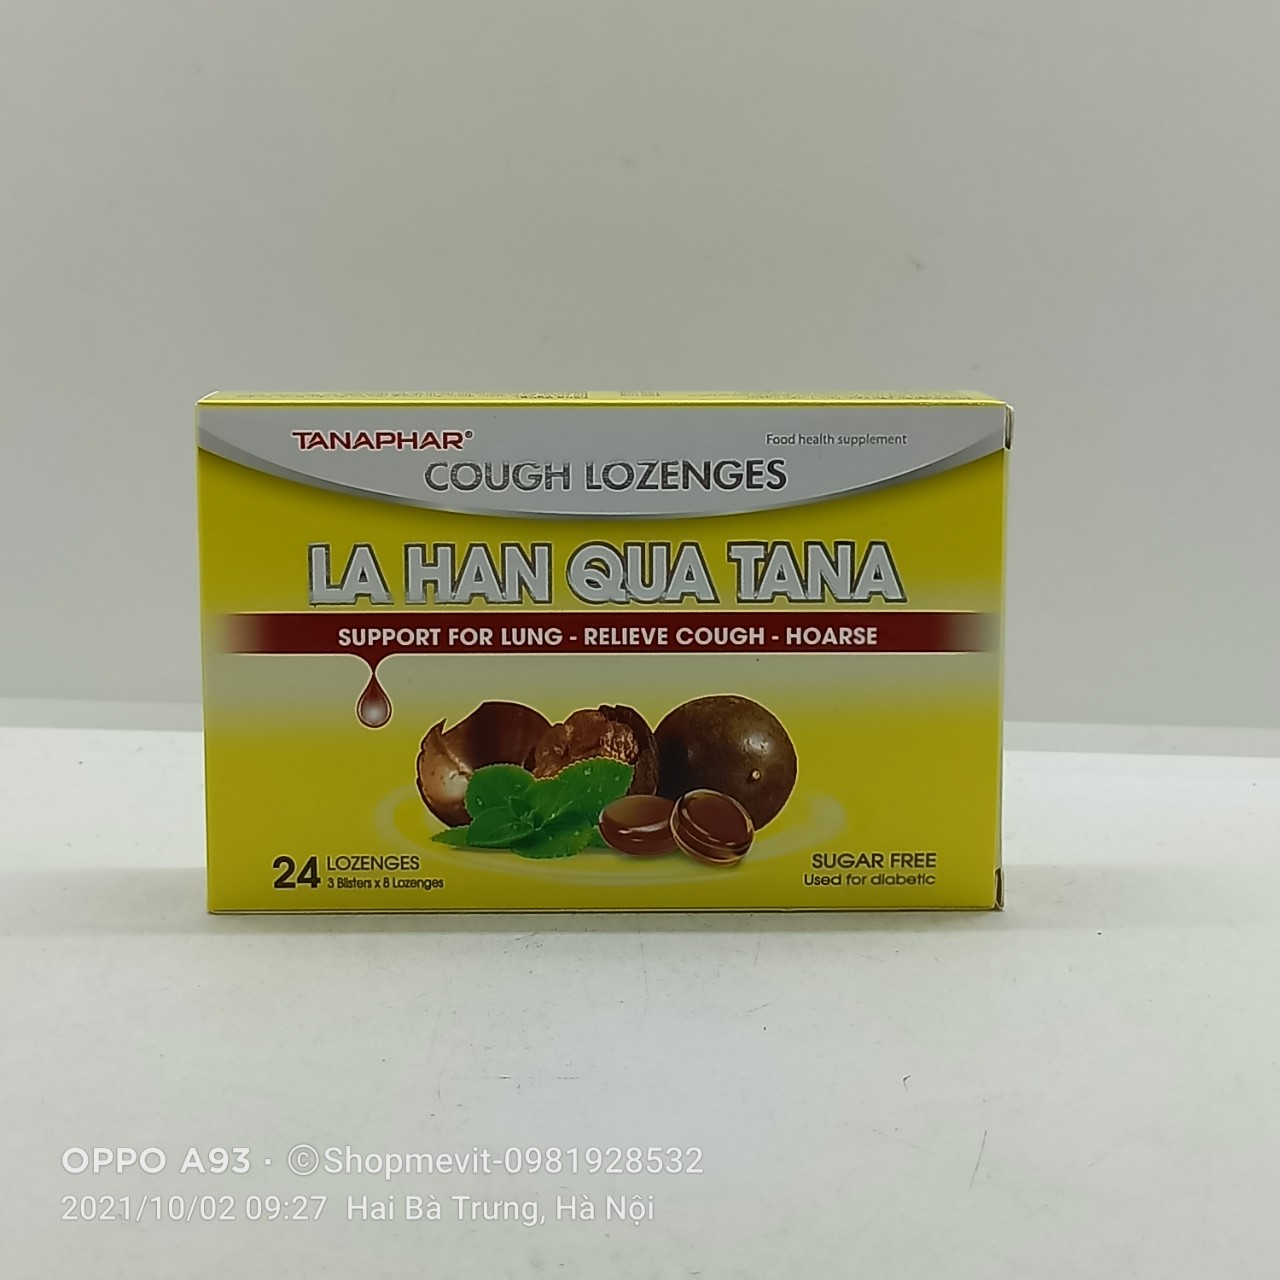 TANAPHAR®
Food health supplement
COUGH LOZENGES
LA HAN QUA TANA
SUPPORT FOR LUNG - RELIEVE COUGH - HOARSE
24 LOZENGES
3 Blisters x 8 Lozenges
SUGAR FREE
Used for diabetic
OPPO A93 · ©Shopmevit-0981928532
2021/10/02 09:27 Hai Bà Trưng, Hà Nội